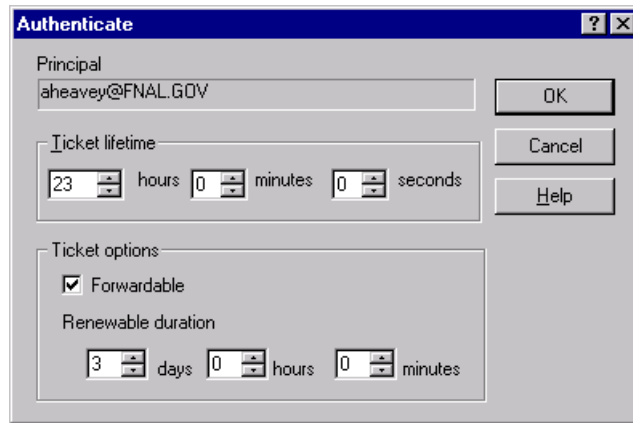 Authenticate
Principal
aheavey@FNAL.GOV
OK
Ticket lifetime
Cancel
23 hours 0 minutes 0 seconds
Help
Ticket options
Forwardable
Renewable duration
3 days 0 hours 0 minutes